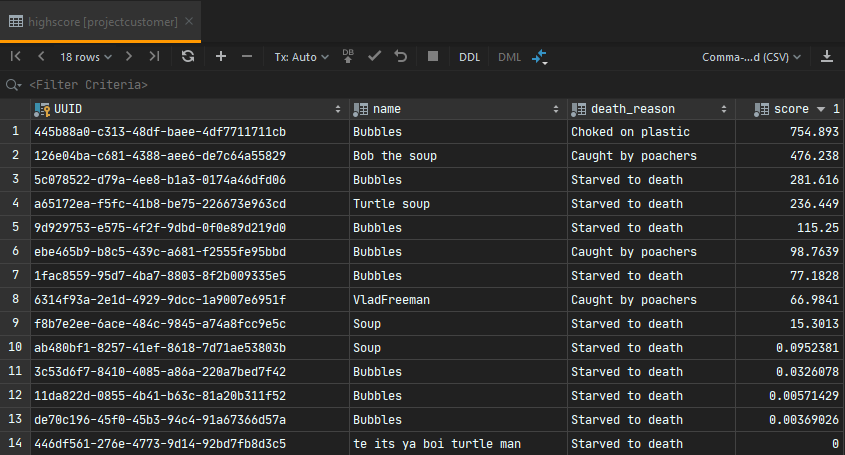 highscore [projectcustomer]
18 rows Tx: Auto DB DDL DML Comma-...d (CSV)
<Filter Criteria>
UUID name death_reason score 1
1 445b88a0-c313-48df-baee-4df7711711cb Bubbles Choked on plastic 754.893
2 126e04ba-c681-4388-aee6-de7c64a55829 Bob the soup Caught by poachers 476.238
3 5c078522-d79a-4ee8-b1a3-0174a46dfd06 Bubbles Starved to death 281.616
4 a65172ea-f5fc-41b8-be75-226673e963cd Turtle soup Starved to death 236.449
5 9d929753-e575-4f2f-9dbd-0f0e89d219d0 Bubbles Starved to death 115.25
6 ebe465b9-b8c5-439c-a681-f2555fe95bbd Bubbles Caught by poachers 98.7639
7 1fac8559-95d7-4ba7-8803-8f2b009335e5 Bubbles Starved to death 77.1828
8 6314f93a-2e1d-4929-9dcc-1a9007e6951f VladFreeman Caught by poachers 66.9841
9 f8b7e2ee-6ace-484c-9845-a74a8fcc9e5c Soup Starved to death 15.3013
10 ab480bf1-8257-41ef-8618-7d71ae53803b Soup Starved to death 0.0952381
11 3c53d6f7-8410-4085-a86a-220a7bed7f42 Bubbles Starved to death 0.0326078
12 11da822d-0855-4b41-b63c-81a20b311f52 Bubbles Starved to death 0.00571429
13 de70c196-45f0-45b3-94c4-91a67366d57a Bubbles Starved to death 0.00369026
14 446df561-276e-4773-9d14-92bd7fb8d3c5 te its ya boi turtle man Starved to death 0